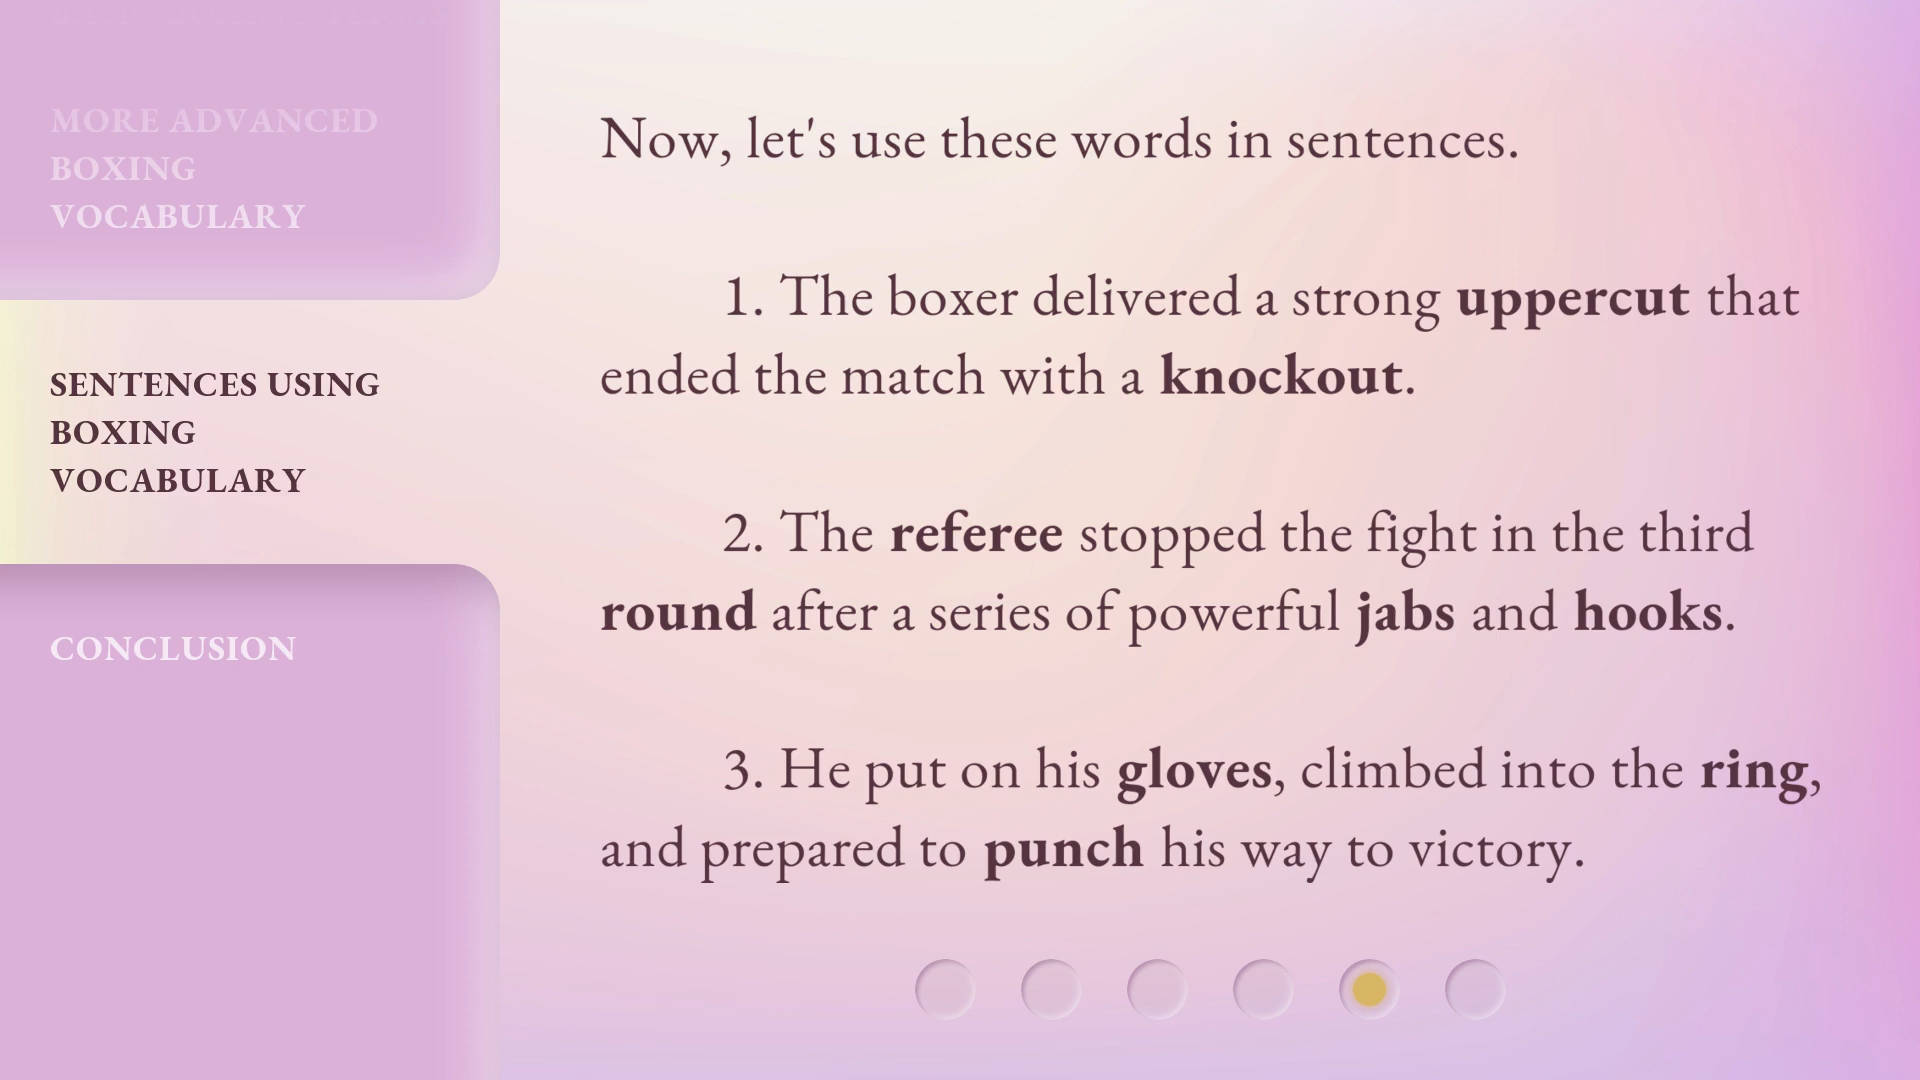 MORE ADVANCED
BOXING
VOCABULARY
SENTENCES USING
BOXING
VOCABULARY
CONCLUSION
Now, let's use these words in sentences.
1. The boxer delivered a strong uppercut that
ended the match with a knockout.
2. The referee stopped the fight in the third
round after a series of powerful jabs and hooks.
3. He put on his gloves, climbed into the ring,
and prepared to punch his way to victory.